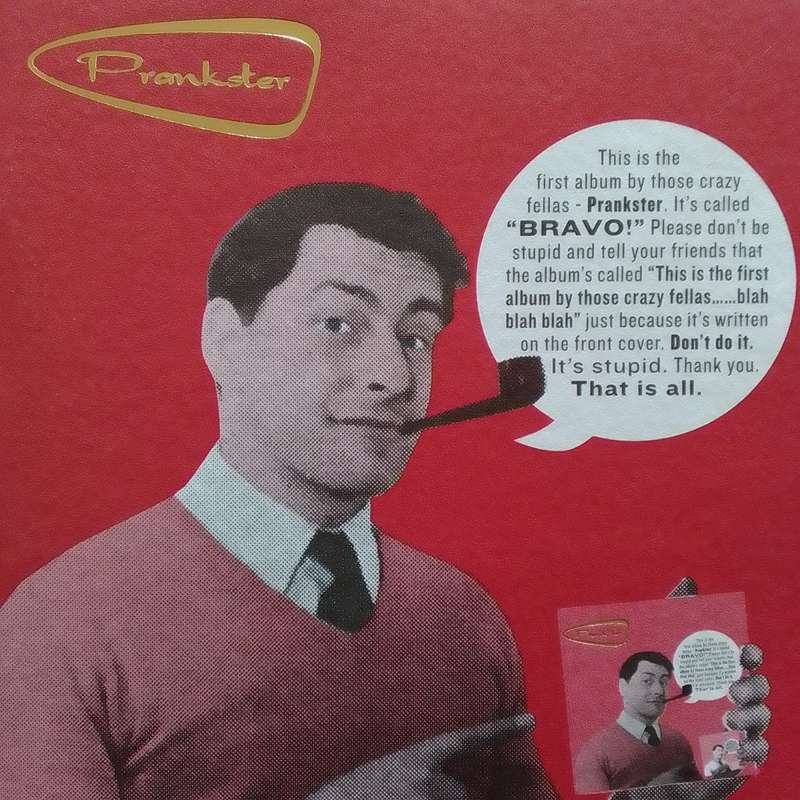 Prankster
This is the
first album by those crazy
fellas - Prankster. It's called
"BRAVO!" Please don't be
stupid and tell your friends that
the album's called "This is the first
album by those crazy fellas......blah
blah blah" just because it's written
on the front cover. Don't do it.
It's stupid. Thank you.
That is all.